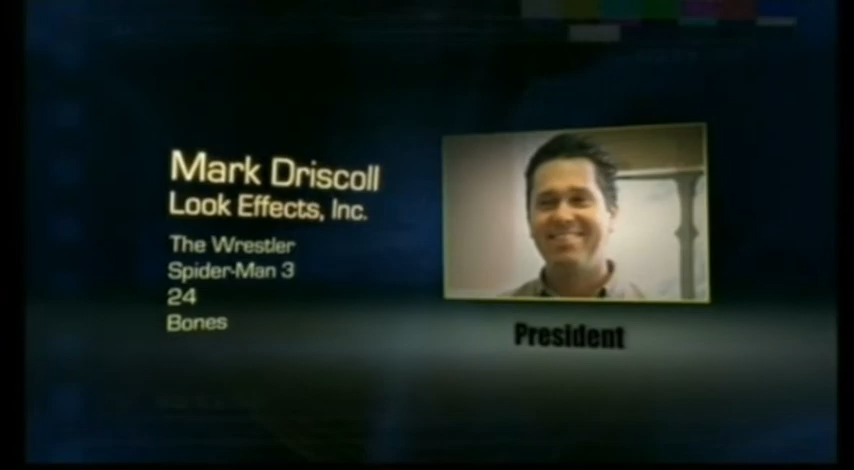 Mark Driscoll
Look Effects, Inc.
The Wrestler
Spider-Man 3
24
Bones
President